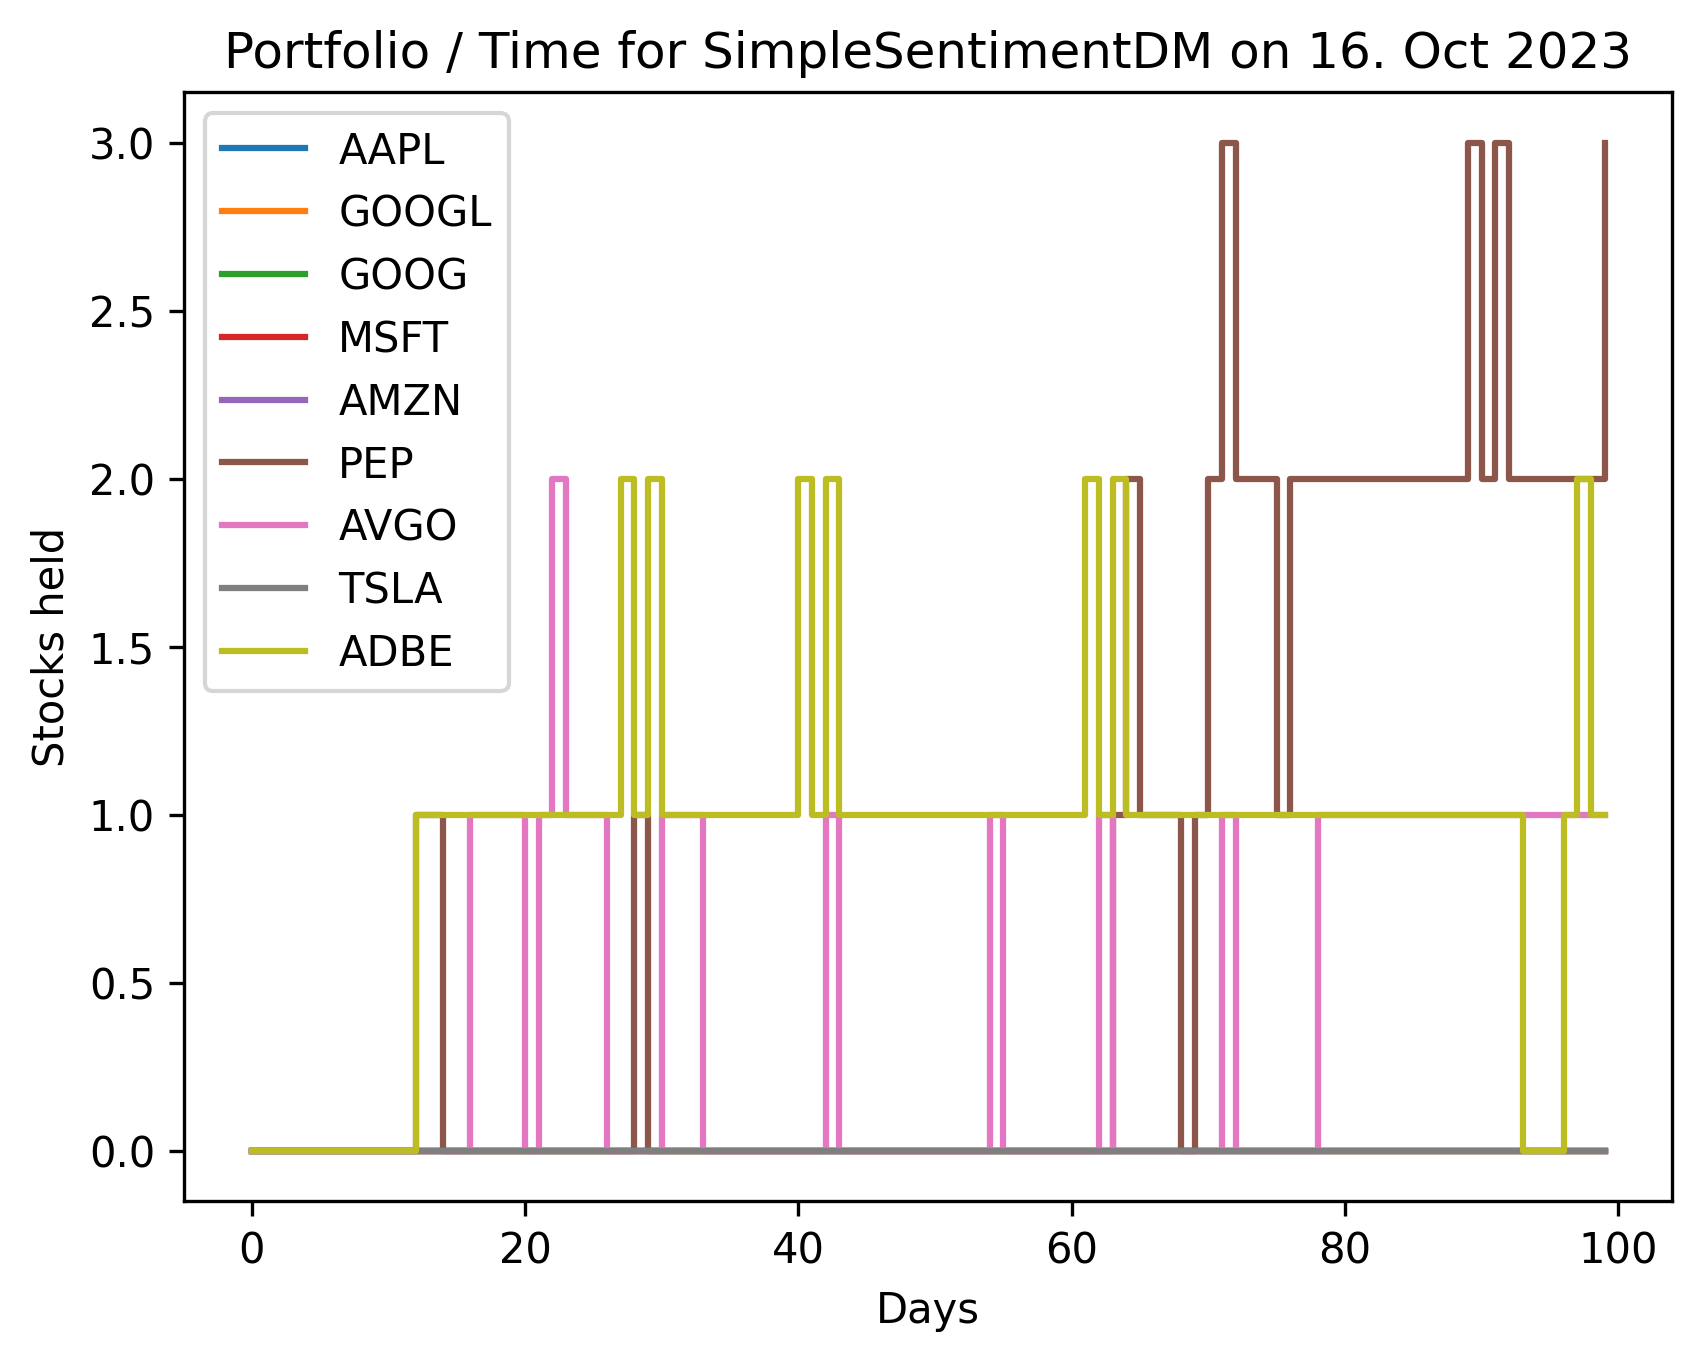 Portfolio / Time for SimpleSentimentDM on 16. Oct 2023
AAPL
GOOGL
GOOG
MSFT
AMZN
PEP
AVGO
TSLA
ADBE
Stocks held
3.0
2.5
2.0
1.5
1.0
0.5
0.0
0 20 40 60 80 100
Days